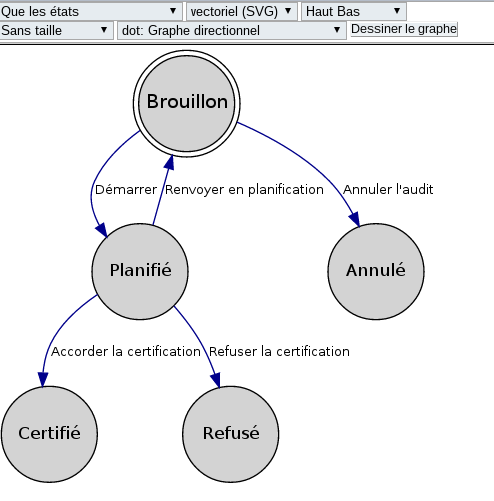 Que les états vectoriel (SVG) Haut Bas
Sans taille dot: Graphe directionnel Dessiner le graphe
Brouillon
Démarrer Renvoyer en planification Annuler l'audit
Planifié Annulé
Accorder la certification Refuser la certification
Certifié Refusé